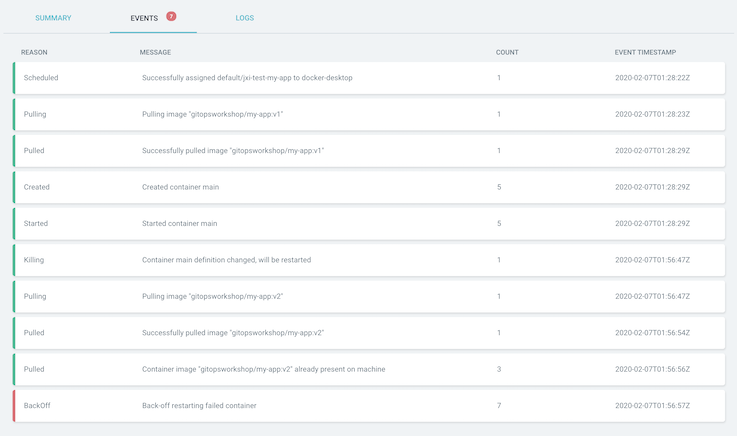 SUMMARY EVENTS 7 LOGS
REASON MESSAGE COUNT EVENT TIMESTAMP
Scheduled Successfully assigned default/jxi-test-my-app to docker-desktop 1 2020-02-07T01:28:22Z
Pulling Pulling image "gitopsworkshop/my-app:v1" 1 2020-02-07T01:28:23Z
Pulled Successfully pulled image "gitopsworkshop/my-app:v1" 1 2020-02-07T01:28:29Z
Created Created container main 5 2020-02-07T01:28:29Z
Started Started container main 5 2020-02-07T01:28:29Z
Killing Container main definition changed, will be restarted 1 2020-02-07T01:56:47Z
Pulling Pulling image "gitopsworkshop/my-app:v2" 1 2020-02-07T01:56:47Z
Pulled Successfully pulled image "gitopsworkshop/my-app:v2" 1 2020-02-07T01:56:54Z
Pulled Container image "gitopsworkshop/my-app:v2" already present on machine 3 2020-02-07T01:56:56Z
BackOff Back-off restarting failed container 7 2020-02-07T01:56:57Z